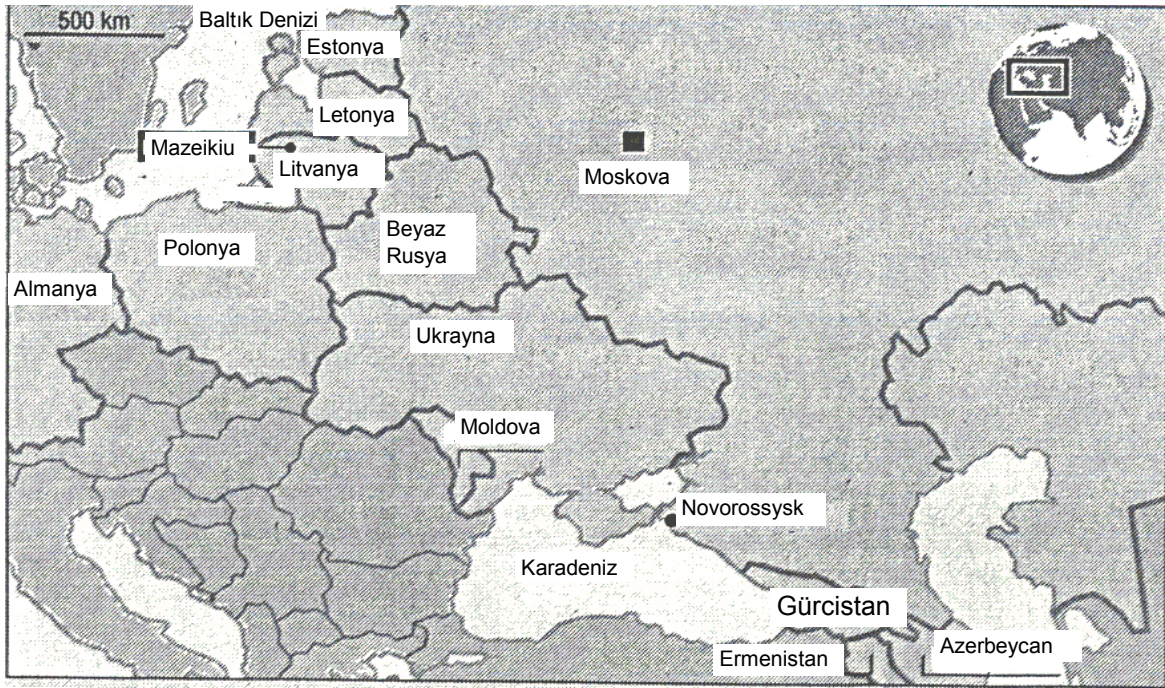 500 km
Baltık Denizi
Estonya
Letonya
Mazeikiu
Litvanya
Moskova
Beyaz
Rusya
Polonya
Almanya
Ukrayna
Moldova
Novorossysk
Karadeniz
Gürcistan
Ermenistan
Azerbeycan